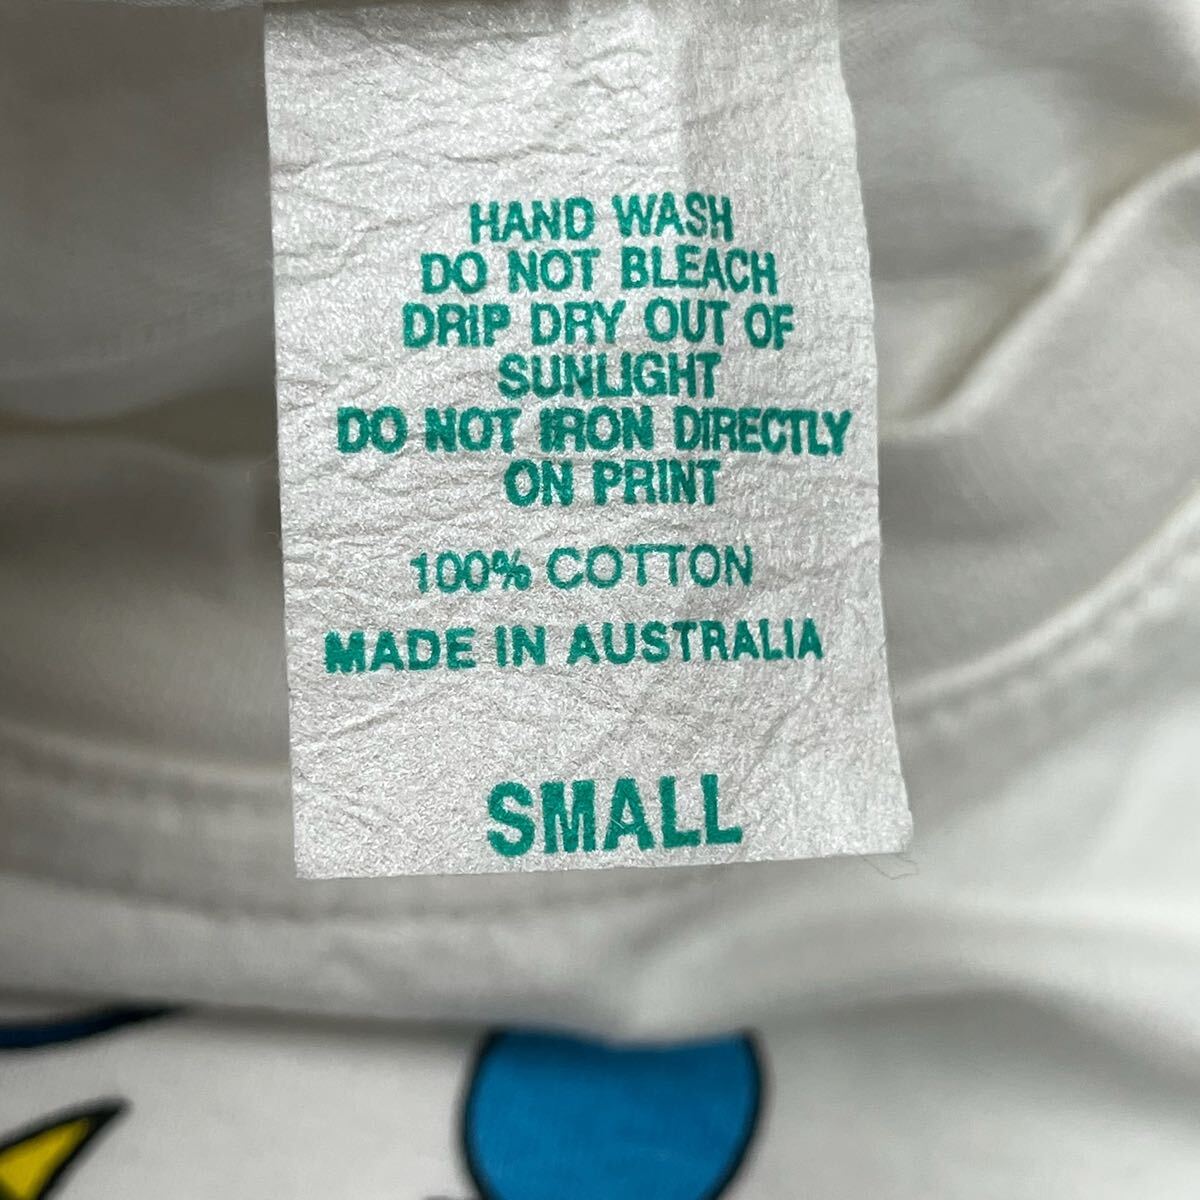 HAND WASH
DO NOT BLEACH
DRIP DRY OUT OF
SUNLIGHT
DO NOT IRON DIRECTLY
ON PRINT
100% COTTON
MADE IN AUSTRALIA
SMALL